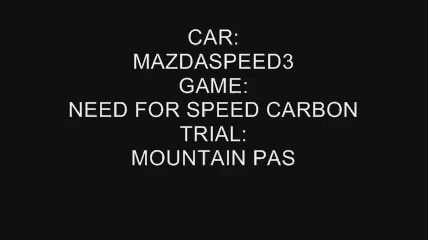 CAR:
MAZDASPEED3
GAME:
NEED FOR SPEED CARBON
TRIAL:
MOUNTAIN PAS